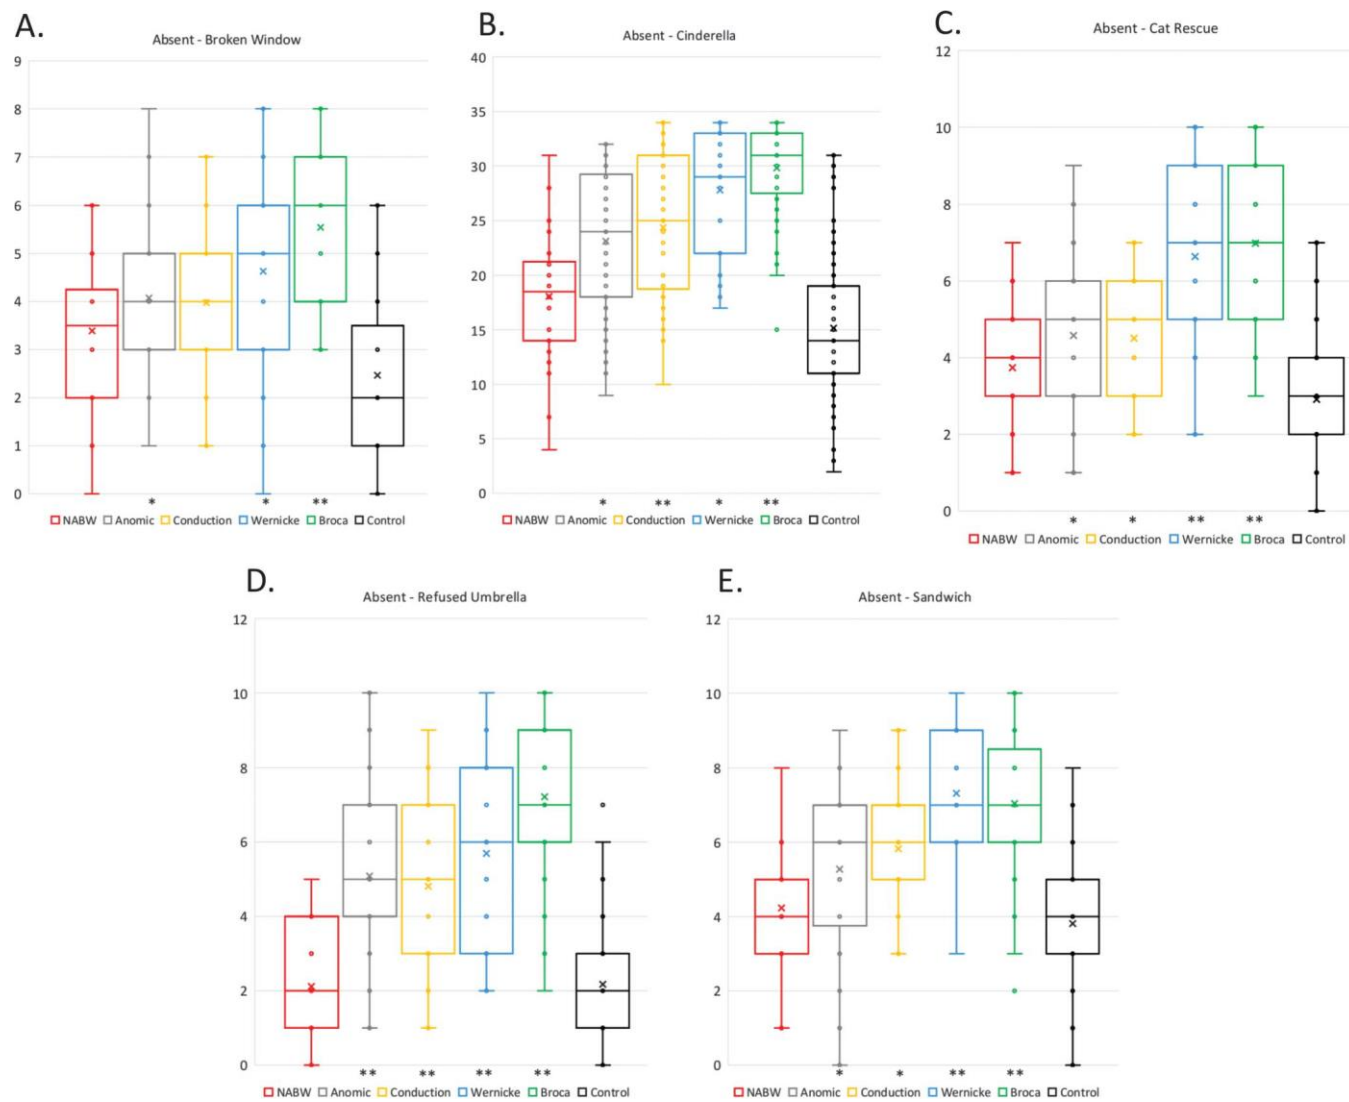 A.
Absent - Broken Window
9
8
7
6
5
4
3
2
1
0
* * **
NABW Anomic Conduction Wernicke Broca Control
B.
Absent - Cinderella
40
35
30
25
20
15
10
5
0
* ** * **
NABW Anomic Conduction Wernicke Broca Control
C.
Absent - Cat Rescue
12
10
8
6
4
2
0
* * ** **
NABW Anomic Conduction Wernicke Broca Control
D.
Absent - Refused Umbrella
12
10
8
6
4
2
0
** ** ** **
NABW Anomic Conduction Wernicke Broca Control
E.
Absent - Sandwich
12
10
8
6
4
2
0
* * ** **
NABW Anomic Conduction Wernicke Broca Control